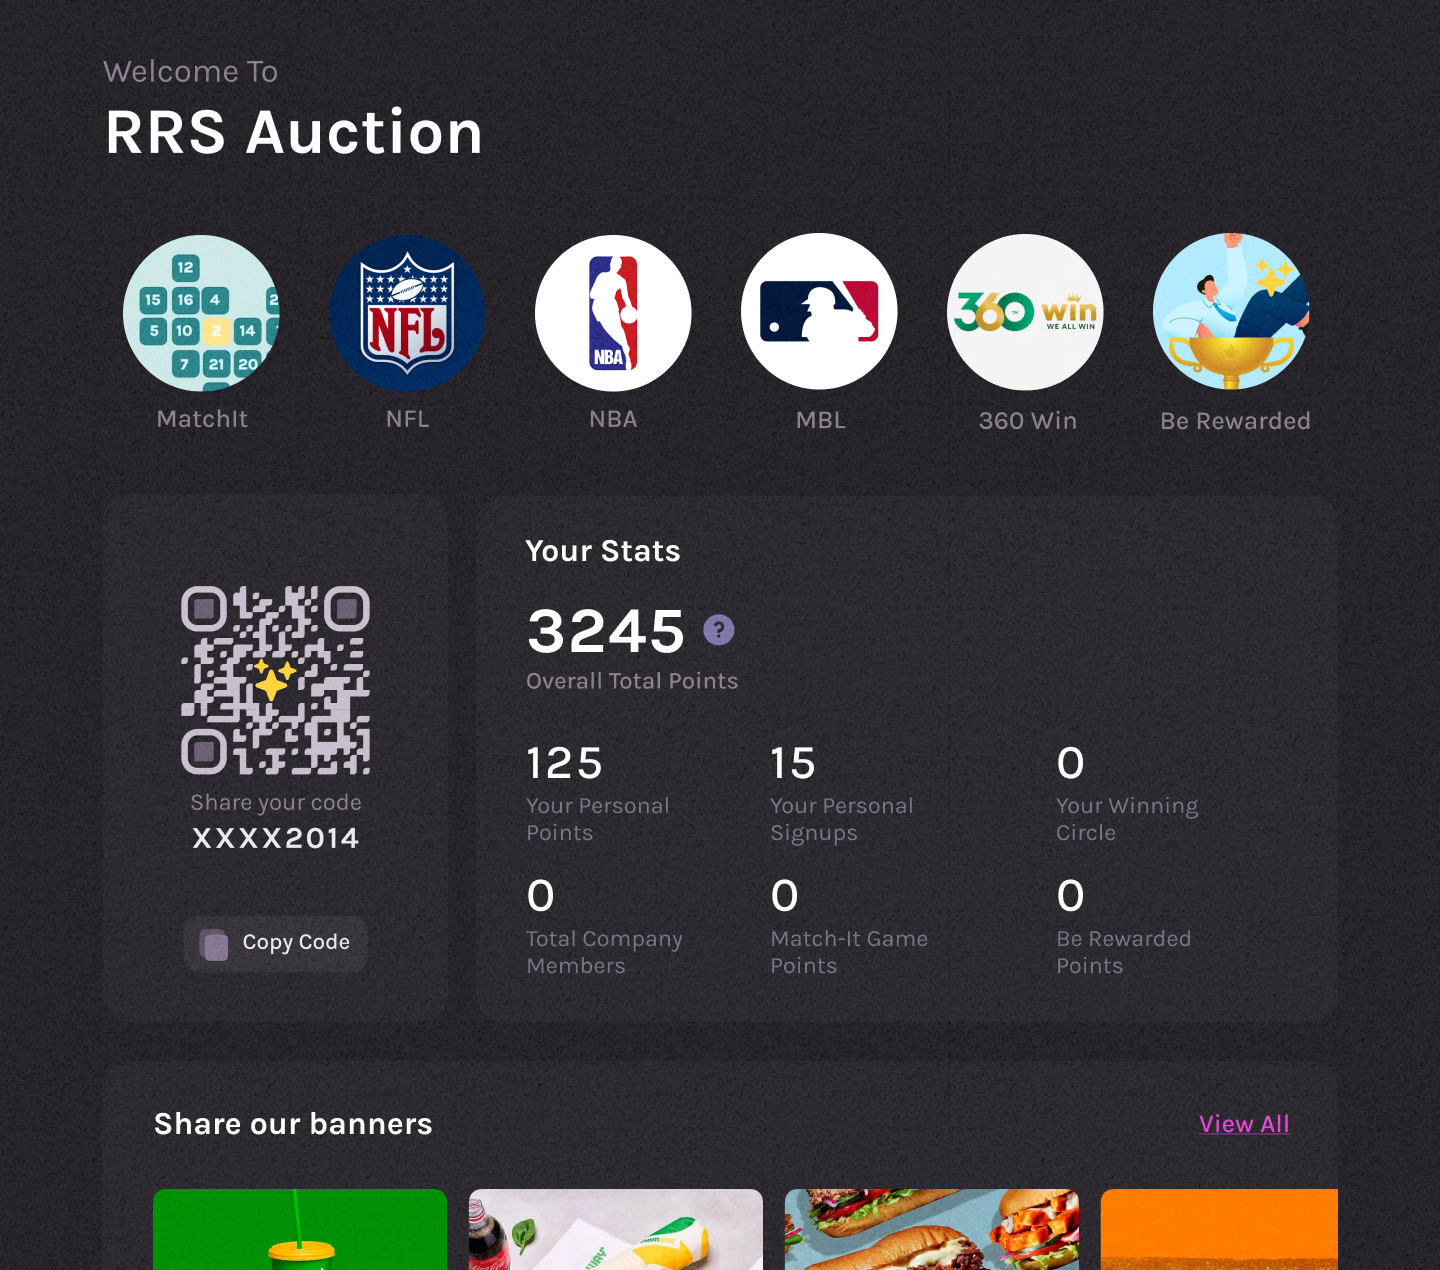 Welcome To
RRS Auction
12
15 16 4
5 10 2 14
7 21 20
NFL
NBA
360 win
TM
WE ALL WIN
MatchIt
NFL
NBA
MBL
360 Win
Be Rewarded
Share your code
XXXX2014
Copy Code
Your Stats
3245 ?
Overall Total Points
125
Your Personal
Points
15
Your Personal
Signups
0
Your Winning
Circle
0
Total Company
Members
0
Match-It Game
Points
0
Be Rewarded
Points
Share our banners
View All